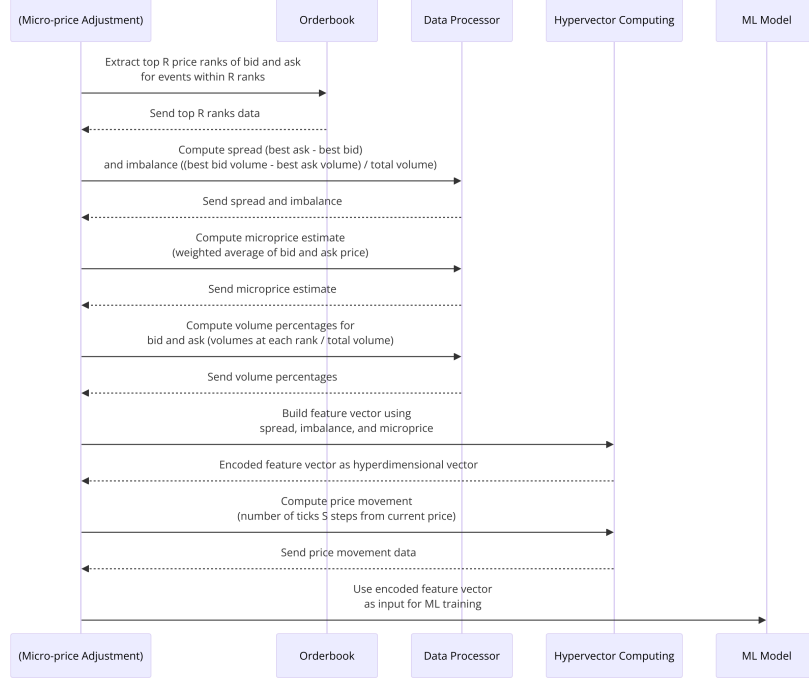 (Micro-price Adjustment)
Orderbook
Data Processor
Hypervector Computing
ML Model
Extract top R price ranks of bid and ask
for events within R ranks
Send top R ranks data
Compute spread (best ask - best bid)
and imbalance ((best bid volume - best ask volume) / total volume)
Send spread and imbalance
Compute microprice estimate
(weighted average of bid and ask price)
Send microprice estimate
Compute volume percentages for
bid and ask (volumes at each rank / total volume)
Send volume percentages
Build feature vector using
spread, imbalance, and microprice
Encoded feature vector as hyperdimensional vector
Compute price movement
(number of ticks S steps from current price)
Send price movement data
Use encoded feature vector
as input for ML training
(Micro-price Adjustment)
Orderbook
Data Processor
Hypervector Computing
ML Model